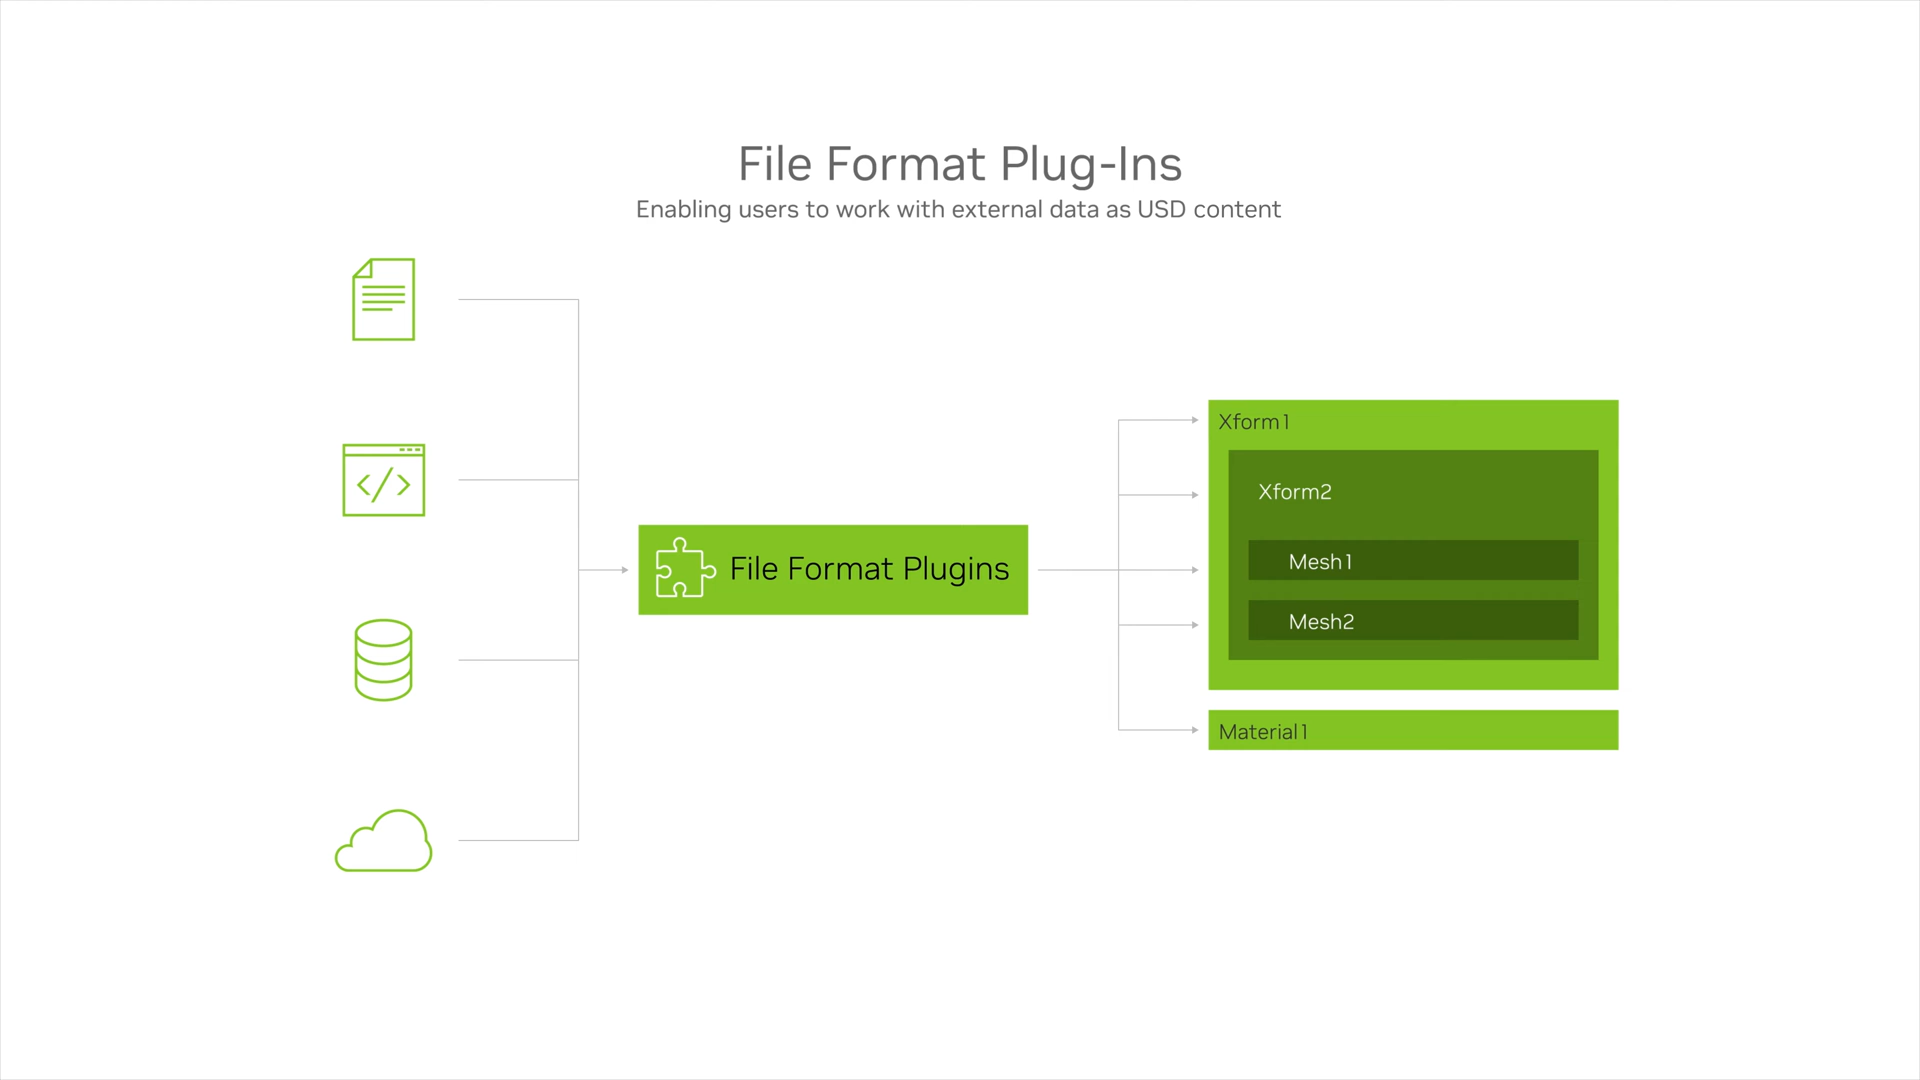 File Format Plug-Ins
Enabling users to work with external data as USD content
</>
File Format Plugins
Xform1
Xform2
Mesh1
Mesh2
Material1